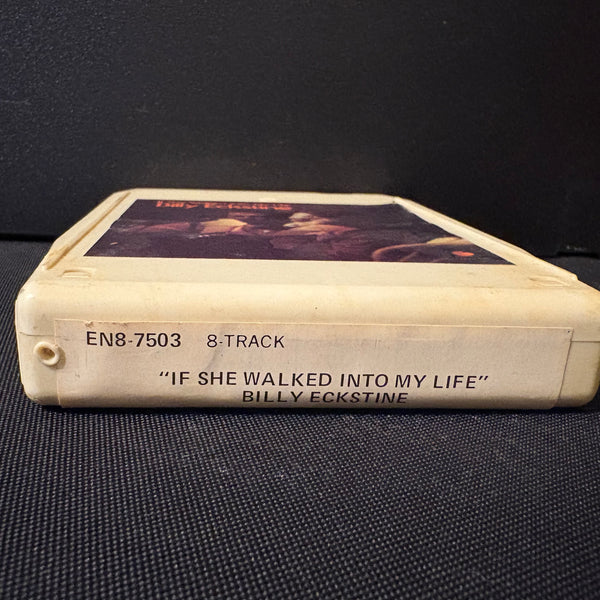 Billy Eckstine
EN8-7503 8-TRACK
“IF SHE WALKED INTO MY LIFE”
BILLY ECKSTINE